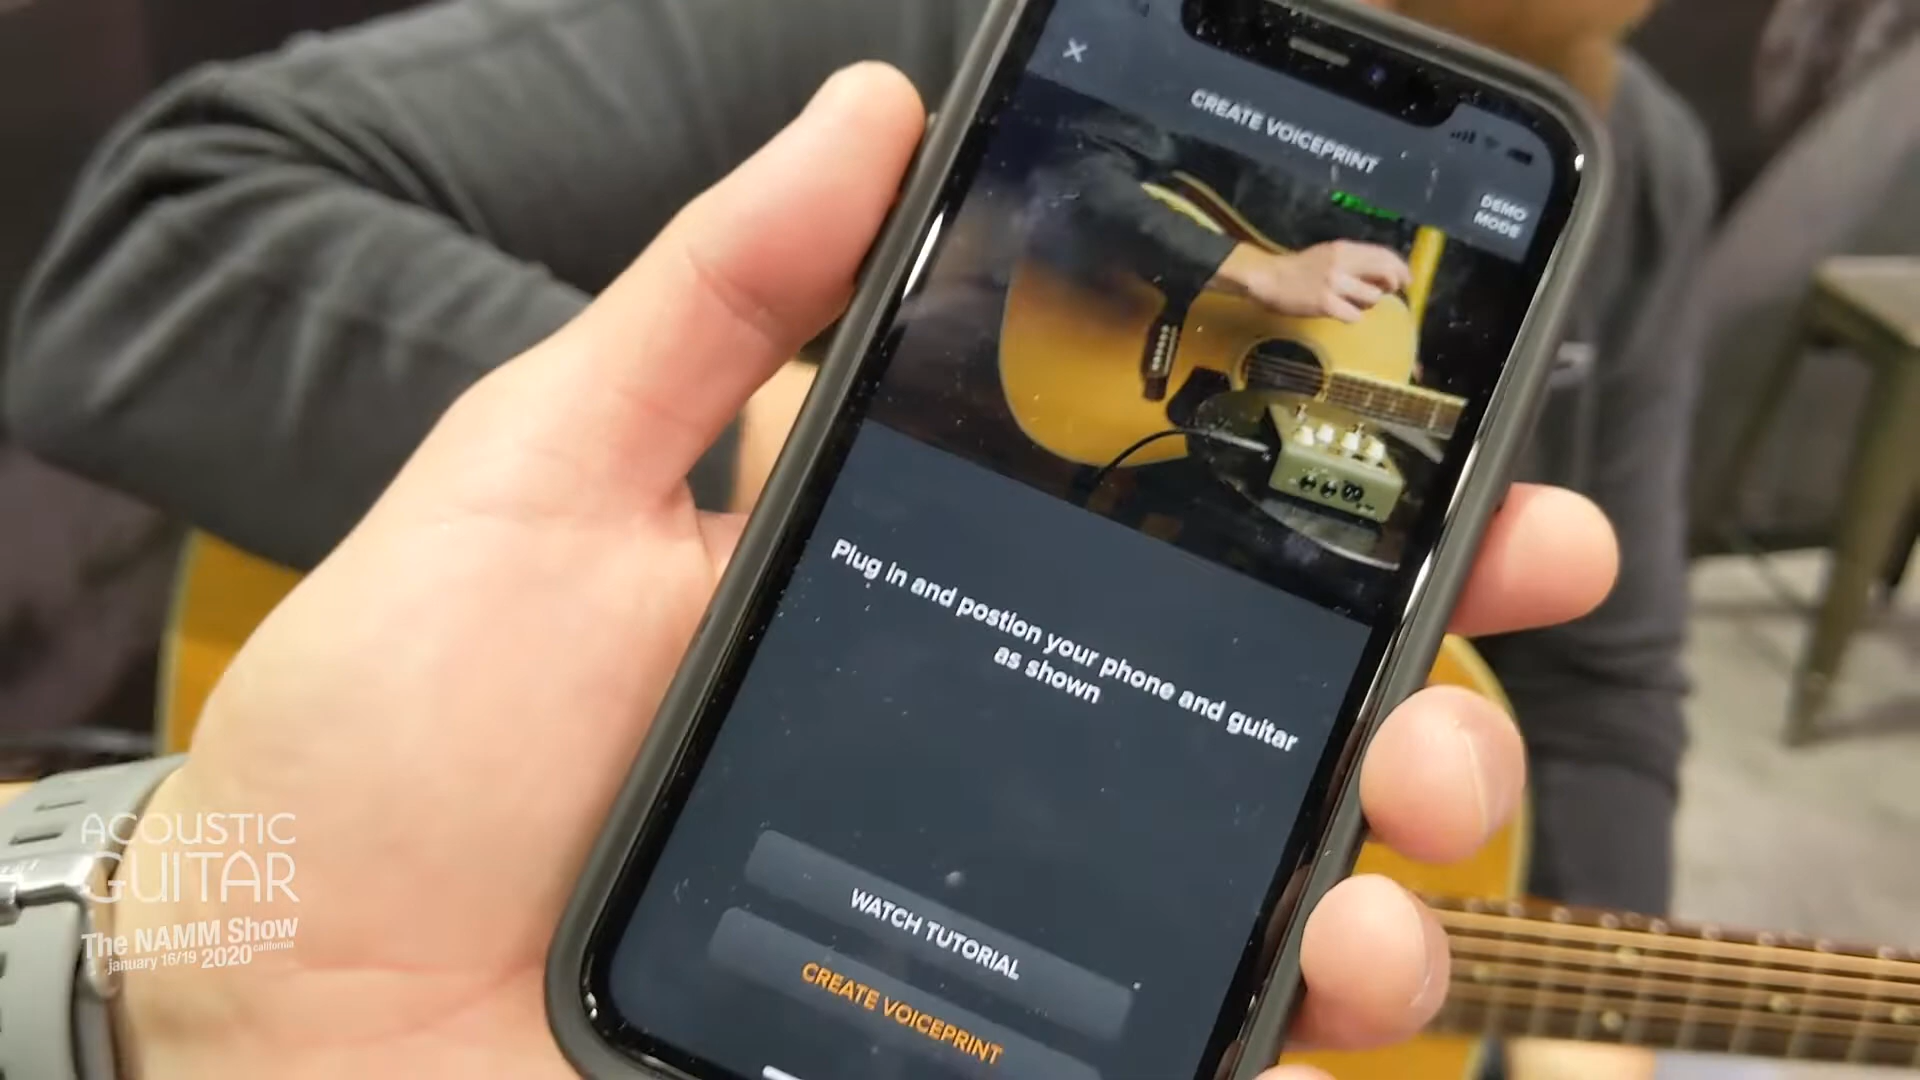 CREATE VOICEPRINT
DEMO
MODE
Plug in and postion your phone and guitar
as shown
WATCH TUTORIAL
CREATE VOICEPRINT
ACOUSTIC
GUITAR
The NAMM Show
california
january 16/19 2020